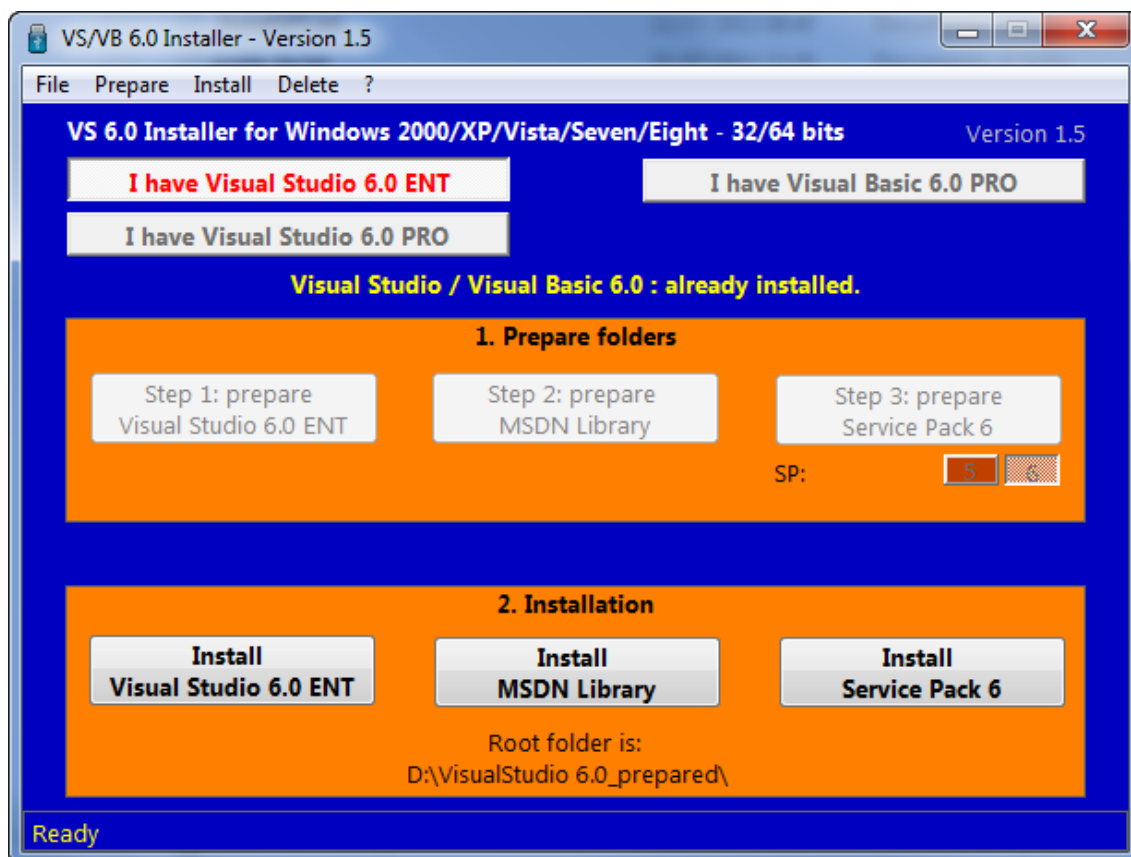 VS/VB 6.0 Installer - Version 1.5
File Prepare Install Delete ?
VS 6.0 Installer for Windows 2000/XP/Vista/Seven/Eight - 32/64 bits Version 1.5
I have Visual Studio 6.0 ENT I have Visual Basic 6.0 PRO
I have Visual Studio 6.0 PRO
Visual Studio / Visual Basic 6.0 : already installed.
1. Prepare folders
Step 1: prepare Step 2: prepare Step 3: prepare
Visual Studio 6.0 ENT MSDN Library Service Pack 6
SP: 5 6
2. Installation
Install Install Install
Visual Studio 6.0 ENT MSDN Library Service Pack 6
Root folder is:
D:\VisualStudio 6.0_prepared\
Ready